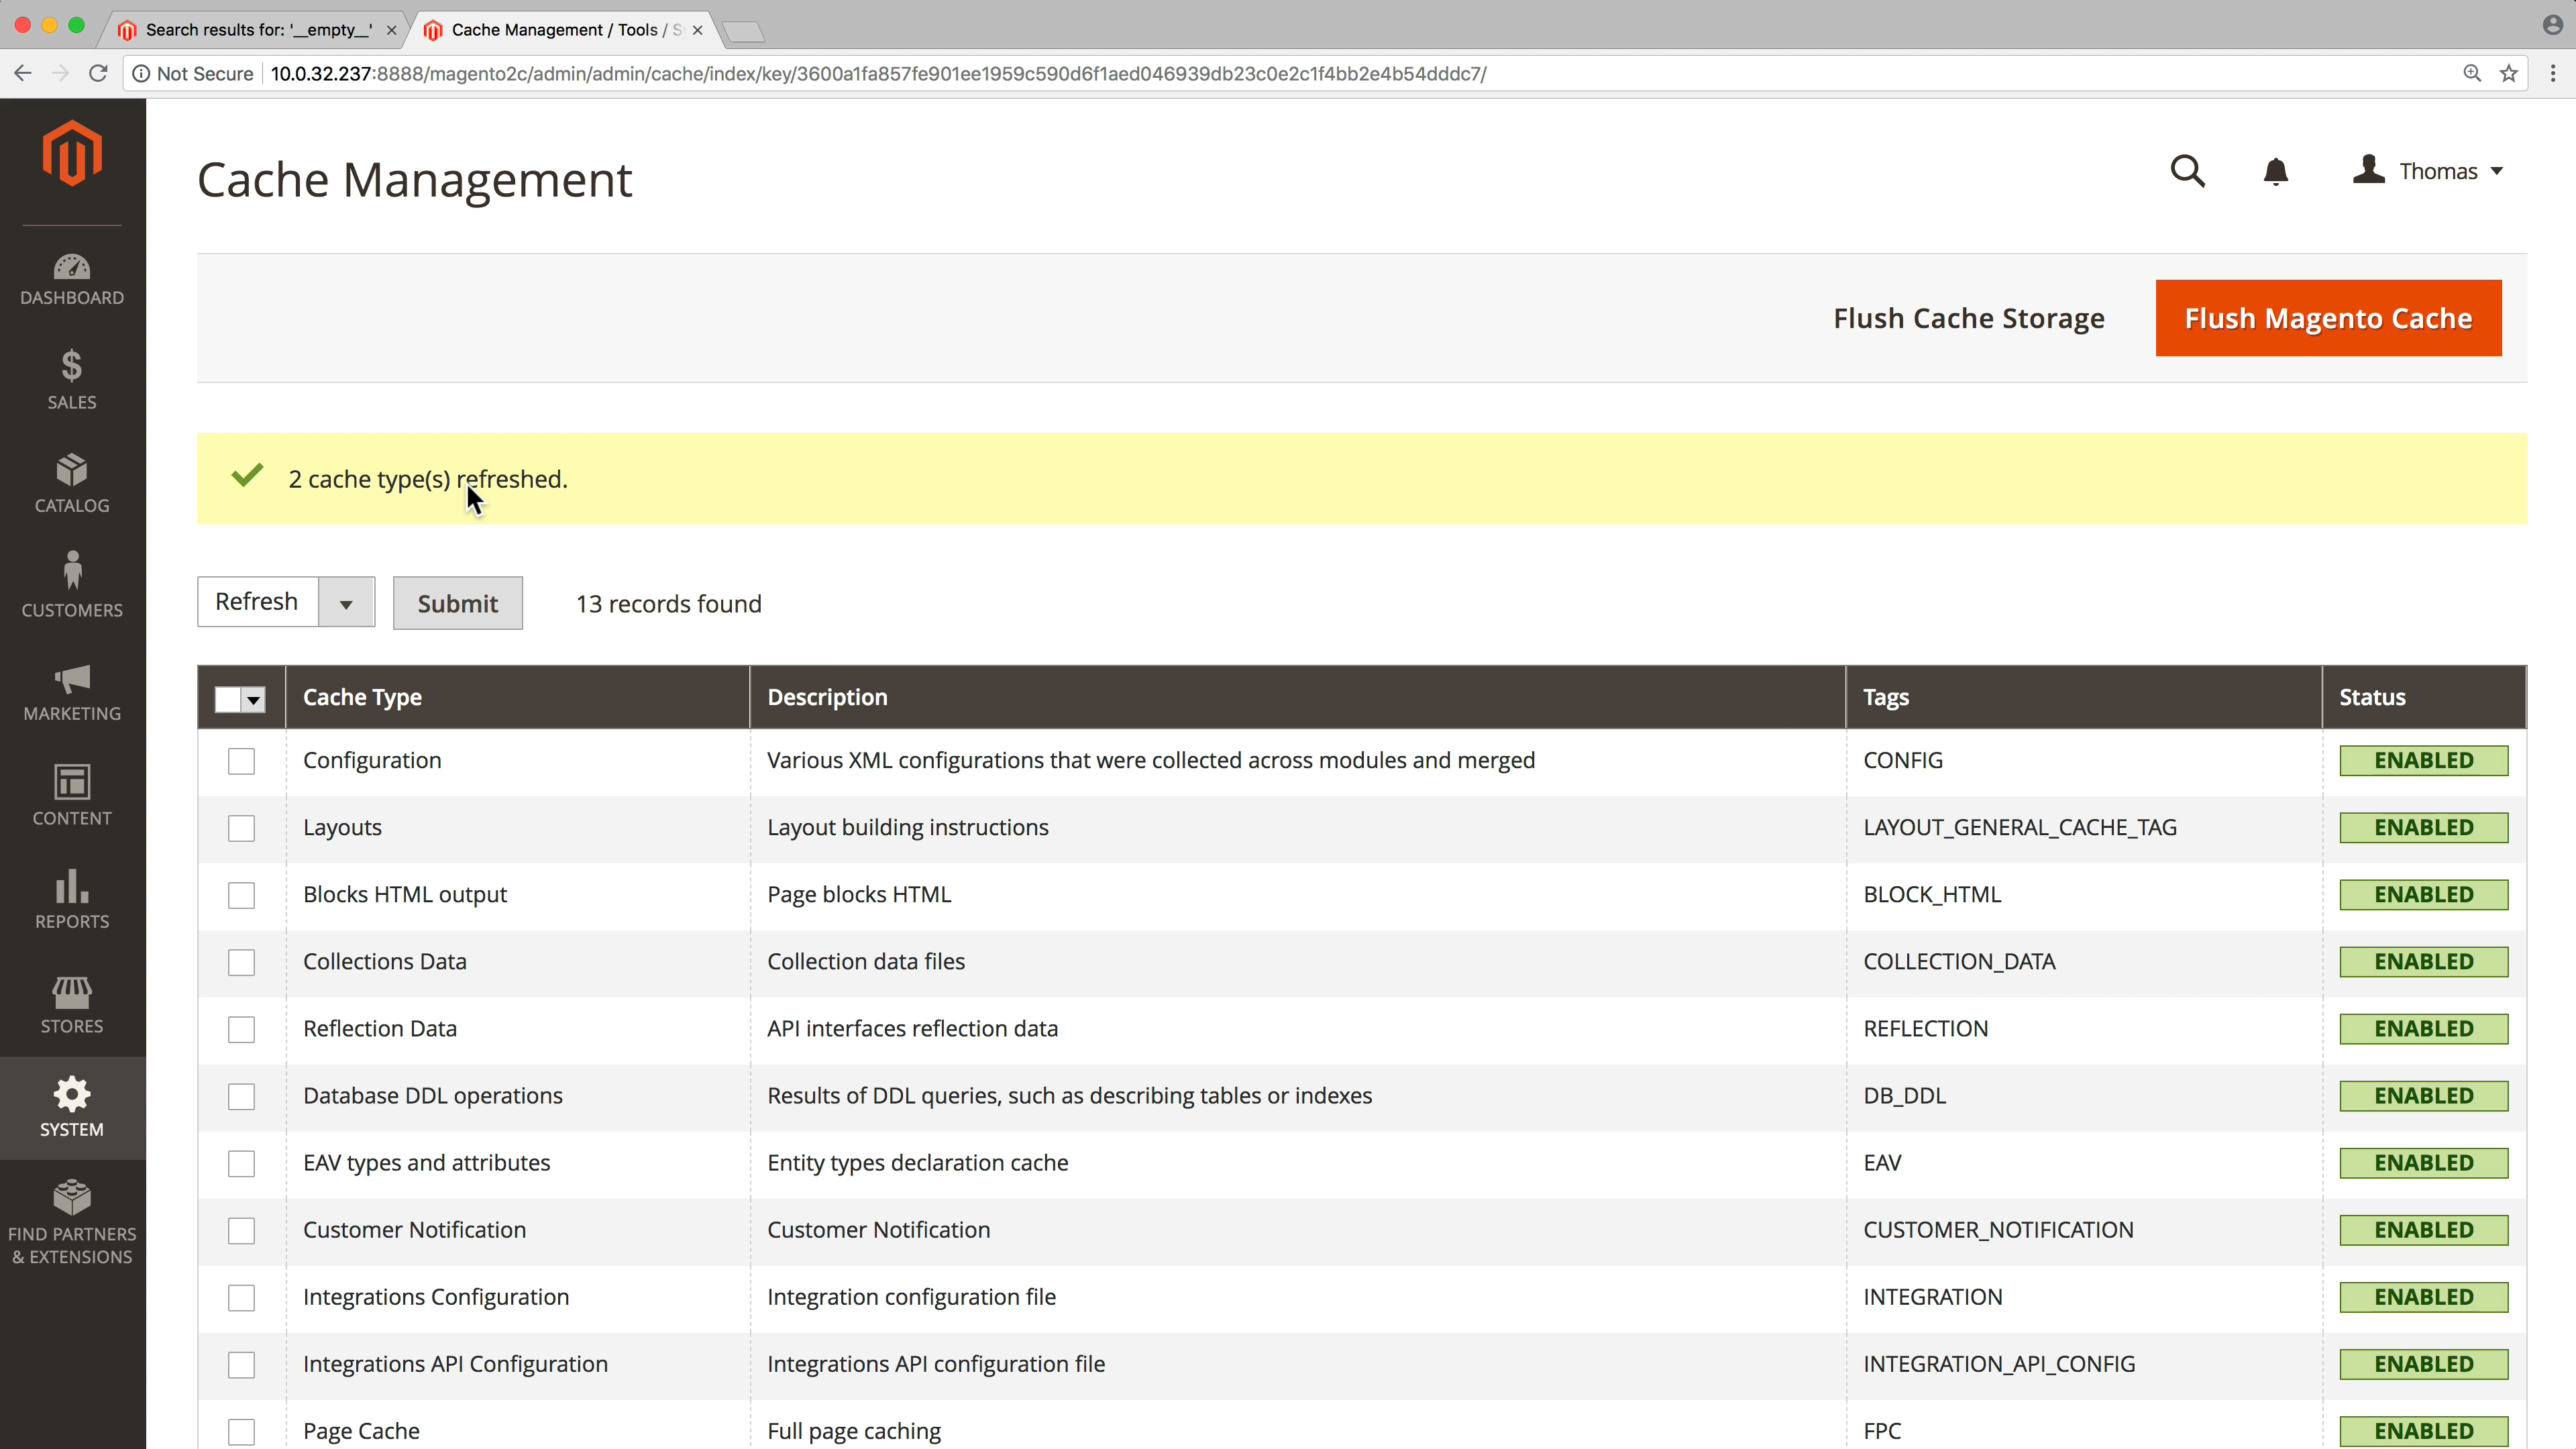 Search results for: '__empty__'
Cache Management / Tools / S
Not Secure
10.0.32.237:8888/magento2c/admin/admin/cache/index/key/3600a1fa857fe901ee1959c590d6f1aed046939db23c0e2c1f4bb2e4b54dddc7/
DASHBOARD
SALES
CATALOG
CUSTOMERS
MARKETING
CONTENT
REPORTS
STORES
SYSTEM
FIND PARTNERS
& EXTENSIONS
Cache Management
Thomas
Flush Cache Storage
Flush Magento Cache
2 cache type(s) refreshed.
Refresh
Submit
13 records found
Cache Type Description Tags Status
Configuration Various XML configurations that were collected across modules and merged CONFIG ENABLED
Layouts Layout building instructions LAYOUT_GENERAL_CACHE_TAG ENABLED
Blocks HTML output Page blocks HTML BLOCK_HTML ENABLED
Collections Data Collection data files COLLECTION_DATA ENABLED
Reflection Data API interfaces reflection data REFLECTION ENABLED
Database DDL operations Results of DDL queries, such as describing tables or indexes DB_DDL ENABLED
EAV types and attributes Entity types declaration cache EAV ENABLED
Customer Notification Customer Notification CUSTOMER_NOTIFICATION ENABLED
Integrations Configuration Integration configuration file INTEGRATION ENABLED
Integrations API Configuration Integrations API configuration file INTEGRATION_API_CONFIG ENABLED
Page Cache Full page caching FPC ENABLED